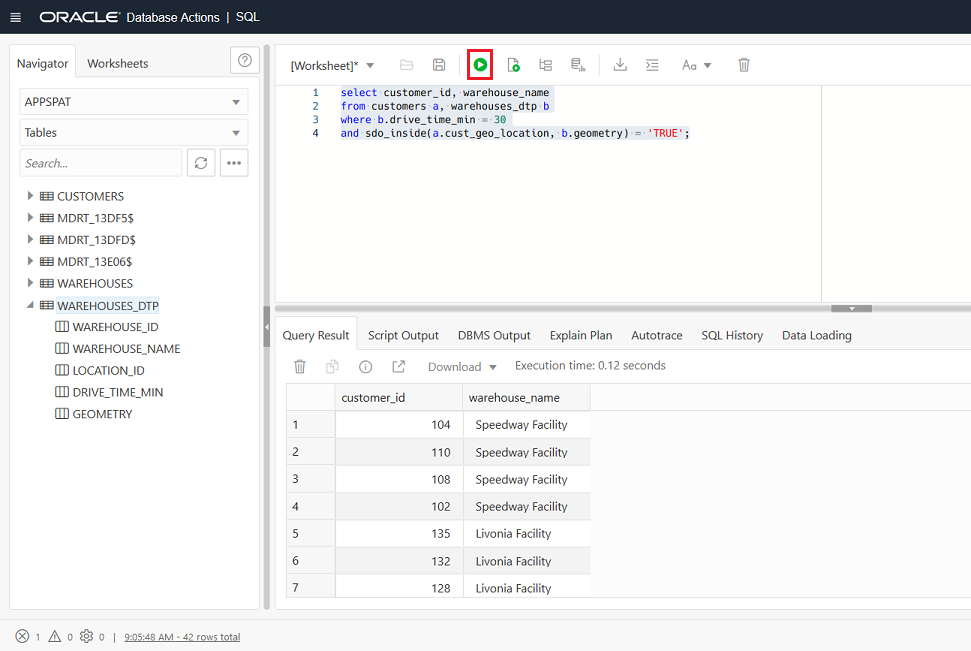 ORACLE Database Actions | SQL
Navigator Worksheets ?
APPSPAT
Tables
Search...
CUSTOMERS
MDRT_13DF5$
MDRT_13DFD$
MDRT_13E06$
WAREHOUSES
WAREHOUSES_DTP
WAREHOUSE_ID
WAREHOUSE_NAME
LOCATION_ID
DRIVE_TIME_MIN
GEOMETRY
[Worksheet]* Aa
1 select customer_id, warehouse_name
2 from customers a, warehouses_dtp b
3 where b.drive_time_min = 30
4 and sdo_inside(a.cust_geo_location, b.geometry) = 'TRUE';
Query Result Script Output DBMS Output Explain Plan Autotrace SQL History Data Loading
Download Execution time: 0.12 seconds
customer_id warehouse_name
1 104 Speedway Facility
2 110 Speedway Facility
3 108 Speedway Facility
4 102 Speedway Facility
5 135 Livonia Facility
6 132 Livonia Facility
7 128 Livonia Facility
1 0 0 | 9:05:48 AM - 42 rows total